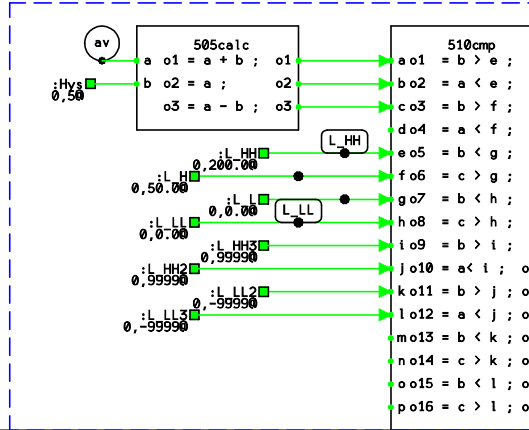 av
505calc
a o1 = a + b ; o1
b o2 = a ; o2
o3 = a - b ; o3
:Hys
0,50
510cmp
a o1 = b > e ;
b o2 = a < e ;
c o3 = b > f ;
d o4 = a < f ;
e o5 = b < g ;
f o6 = c > g ;
g o7 = b < h ;
h o8 = c > h ;
i o9 = b > i ;
j o10 = a< i ; o
k o11 = b > j ; o
l o12 = a < j ; o
m o13 = b < k ; o
n o14 = c > k ; o
o o15 = b < l ; o
p o16 = c > l ; o
L_HH
:L_HH
0,200.00
:L_H
0,50.00
:L_L
0,0.00
L_LL
:L_LL
0,0.00
:L_HH3
0,99990
:L_HH2
0,99990
:L_LL2
0,-99990
:L_LL3
0,-99990